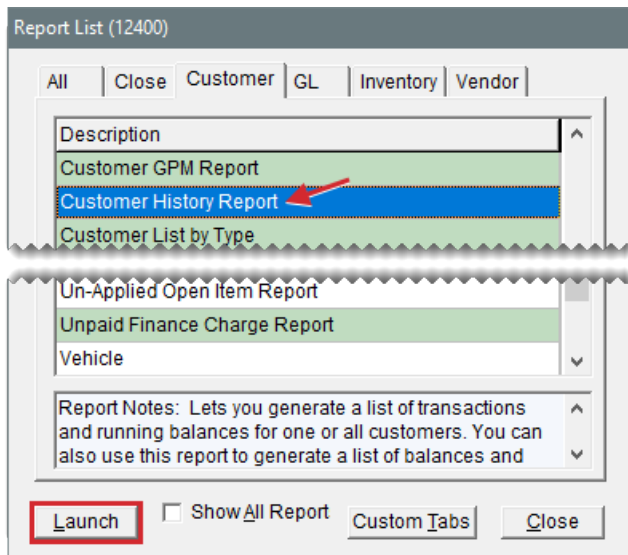 Report List (12400)
All Close Customer GL Inventory Vendor
Description
Customer GPM Report
Customer History Report
Customer List by Type
Un-Applied Open Item Report
Unpaid Finance Charge Report
Vehicle
Report Notes: Lets you generate a list of transactions
and running balances for one or all customers. You can
also use this report to generate a list of balances and
Launch Show All Report Custom Tabs Close